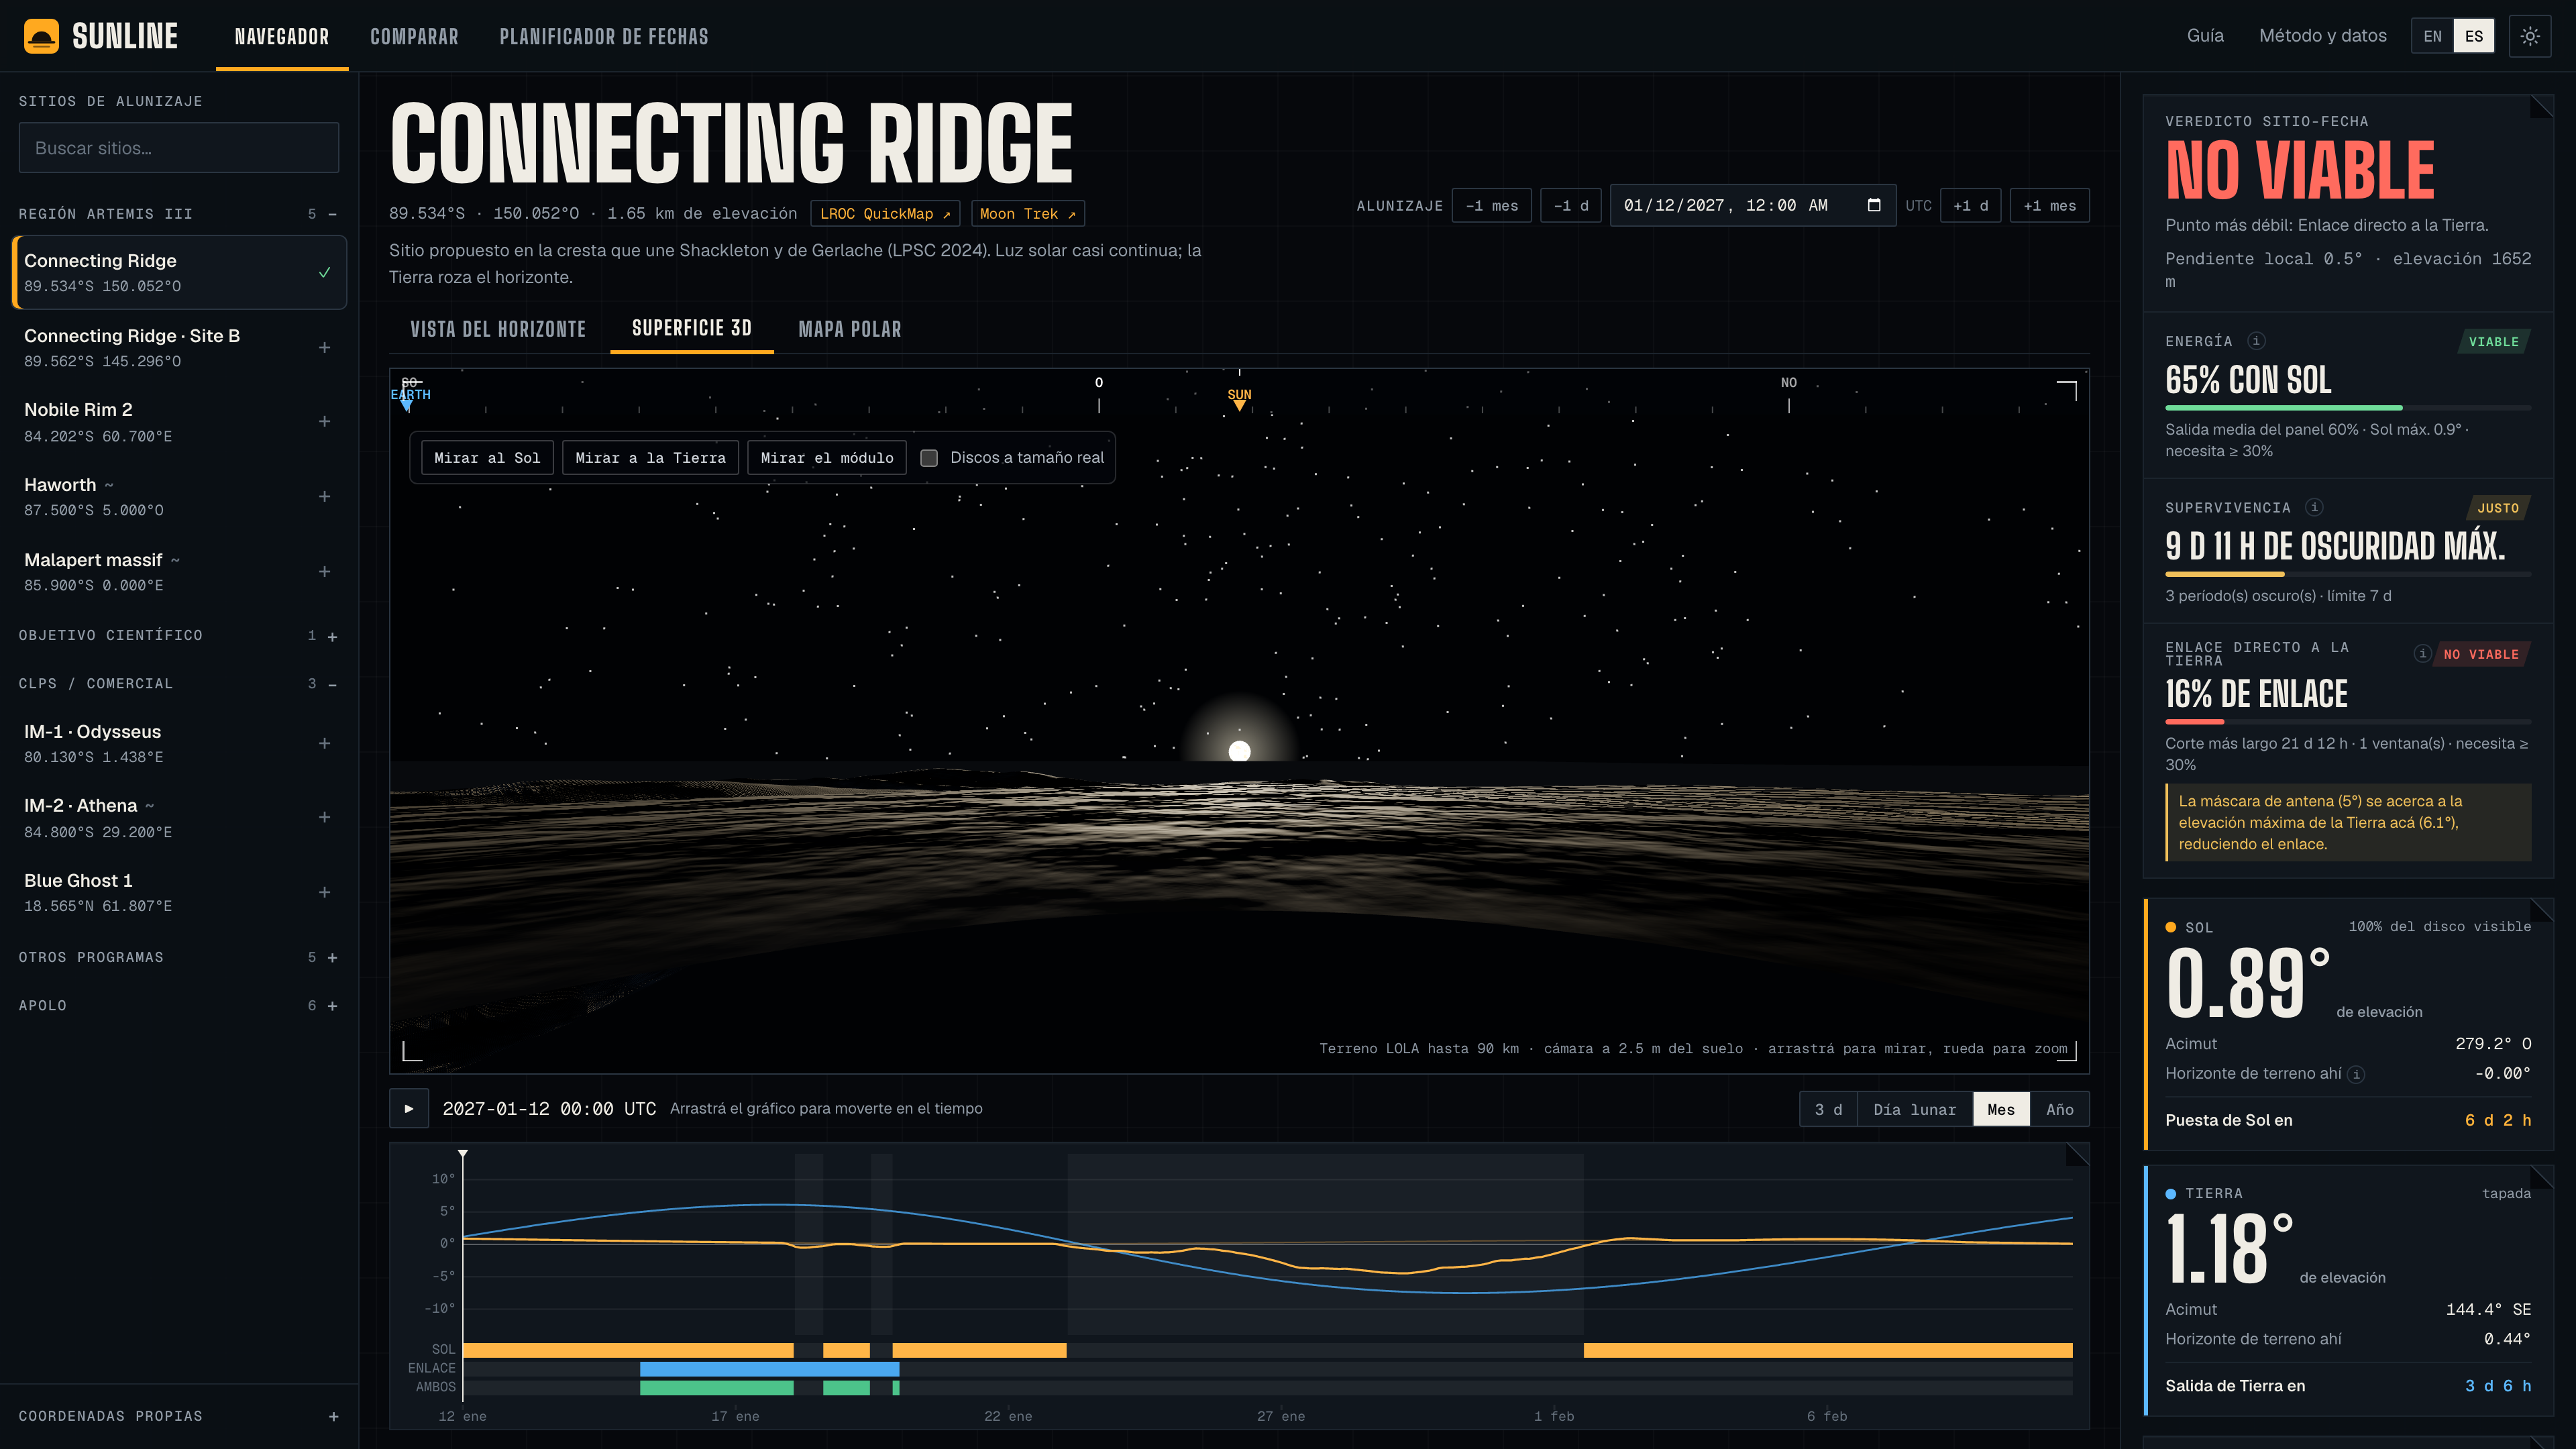 SUNLINE
NAVEGADOR
COMPARAR
PLANIFICADOR DE FECHAS
Guía
Método y datos
EN
ES
SITIOS DE ALUNIZAJE
Buscar sitios…
REGIÓN ARTEMIS III 5 −
Connecting Ridge ✓
89.534°S 150.052°O
Connecting Ridge · Site B +
89.562°S 145.296°O
Nobile Rim 2 +
84.202°S 60.700°E
Haworth ~ +
87.500°S 5.000°O
Malapert massif ~ +
85.900°S 0.000°E
OBJETIVO CIENTÍFICO 1 +
CLPS / COMERCIAL 3 −
IM-1 · Odysseus +
80.130°S 1.438°E
IM-2 · Athena ~ +
84.800°S 29.200°E
Blue Ghost 1 +
18.565°N 61.807°E
OTROS PROGRAMAS 5 +
APOLO 6 +
COORDENADAS PROPIAS +
CONNECTING RIDGE
89.534°S · 150.052°O · 1.65 km de elevación
LROC QuickMap ↗
Moon Trek ↗
Sitio propuesto en la cresta que une Shackleton y de Gerlache (LPSC 2024). Luz solar casi continua; la
Tierra roza el horizonte.
ALUNIZAJE
−1 mes
−1 d
01/12/2027, 12:00 AM
UTC
+1 d
+1 mes
VISTA DEL HORIZONTE
SUPERFICIE 3D
MAPA POLAR
SO
EARTH
O
SUN
NO
Mirar al Sol
Mirar a la Tierra
Mirar el módulo
Discos a tamaño real
Terreno LOLA hasta 90 km · cámara a 2.5 m del suelo · arrastrá para mirar, rueda para zoom
2027-01-12 00:00 UTC
Arrastrá el gráfico para moverte en el tiempo
3 d
Día lunar
Mes
Año
10°
5°
0°
−5°
−10°
SOL
ENLACE
AMBOS
12 ene
17 ene
22 ene
27 ene
1 feb
6 feb
VEREDICTO SITIO-FECHA
NO VIABLE
Punto más débil: Enlace directo a la Tierra.
Pendiente local 0.5° · elevación 1652
m
ENERGÍA i VIABLE
65% CON SOL
Salida media del panel 60% · Sol máx. 0.9° ·
necesita ≥ 30%
SUPERVIVENCIA i JUSTO
9 D 11 H DE OSCURIDAD MÁX.
3 período(s) oscuro(s) · límite 7 d
ENLACE DIRECTO A LA
TIERRA i NO VIABLE
16% DE ENLACE
Corte más largo 21 d 12 h · 1 ventana(s) · necesita ≥
30%
La máscara de antena (5°) se acerca a la
elevación máxima de la Tierra acá (6.1°),
reduciendo el enlace.
SOL 100% del disco visible
0.89° de elevación
Acimut 279.2° O
Horizonte de terreno ahí i -0.00°
Puesta de Sol en 6 d 2 h
TIERRA tapada
1.18° de elevación
Acimut 144.4° SE
Horizonte de terreno ahí 0.44°
Salida de Tierra en 3 d 6 h